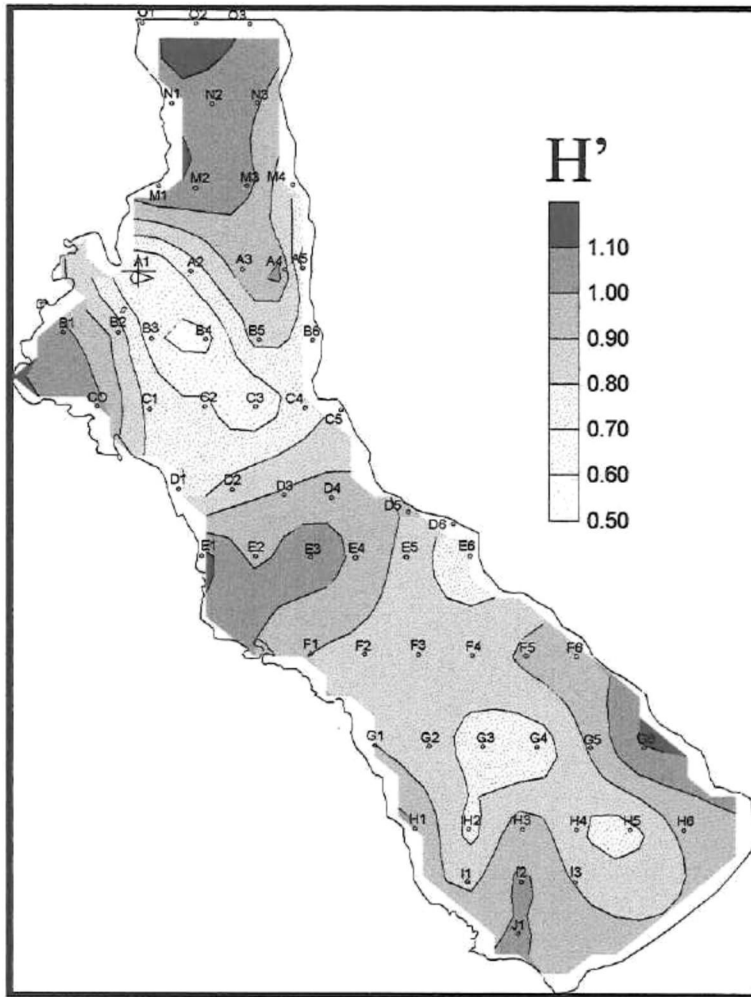 O1 O2 O3
N1 N2 N3
H'
M1 M2 M3 M4
1.10
A1 A2 A3 A4 A5
1.00
B1 B2 B3 B4 B5 B6
0.90
0.80
C1 C2 C3 C4 C5
0.70
D1 D2 D3 D4 D5 D6
0.60
0.50
E1 E2 E3 E4 E5 E6
F1 F2 F3 F4 F5 F6
G1 G2 G3 G4 G5
H1 H2 H3 H4 H5 H6
I1 I2 I3
J1